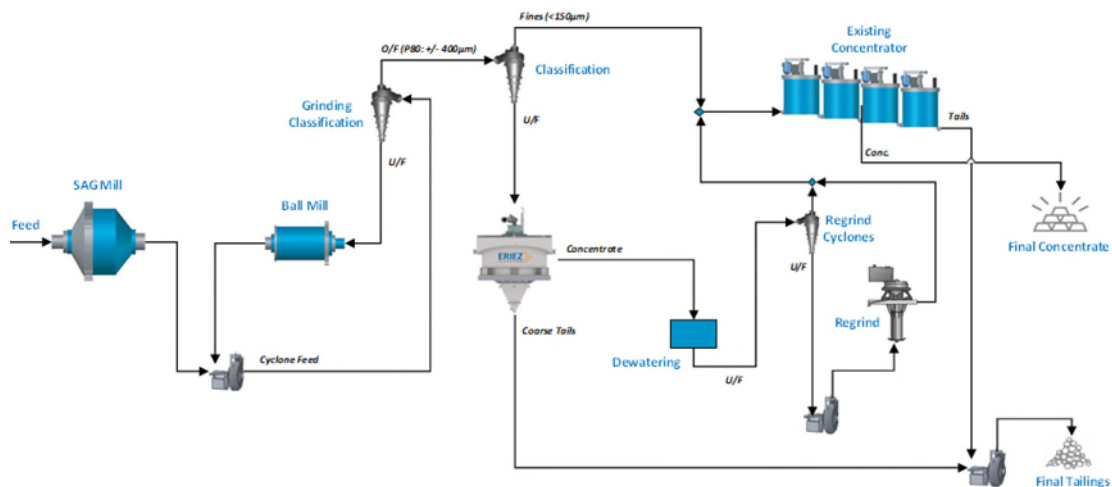 Fines (<150µm)
O/F (P80: +/- 400µm)
Existing
Concentrator
Classification
Grinding
Classification
U/F
Tails
U/F
Conc.
SAG Mill
Ball Mill
Feed
Regrind
Cyclones
Final Concentrate
Concentrate
ERIEZ
U/F
Regrind
Coarse Tails
Dewatering
Cyclone Feed
U/F
Final Tailings